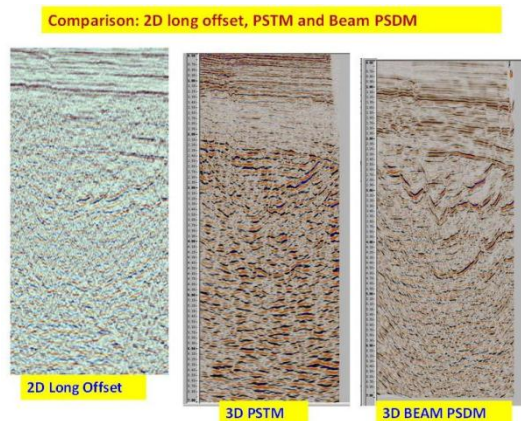 Comparison: 2D long offset, PSTM and Beam PSDM
2D Long Offset
3D PSTM
3D BEAM PSDM